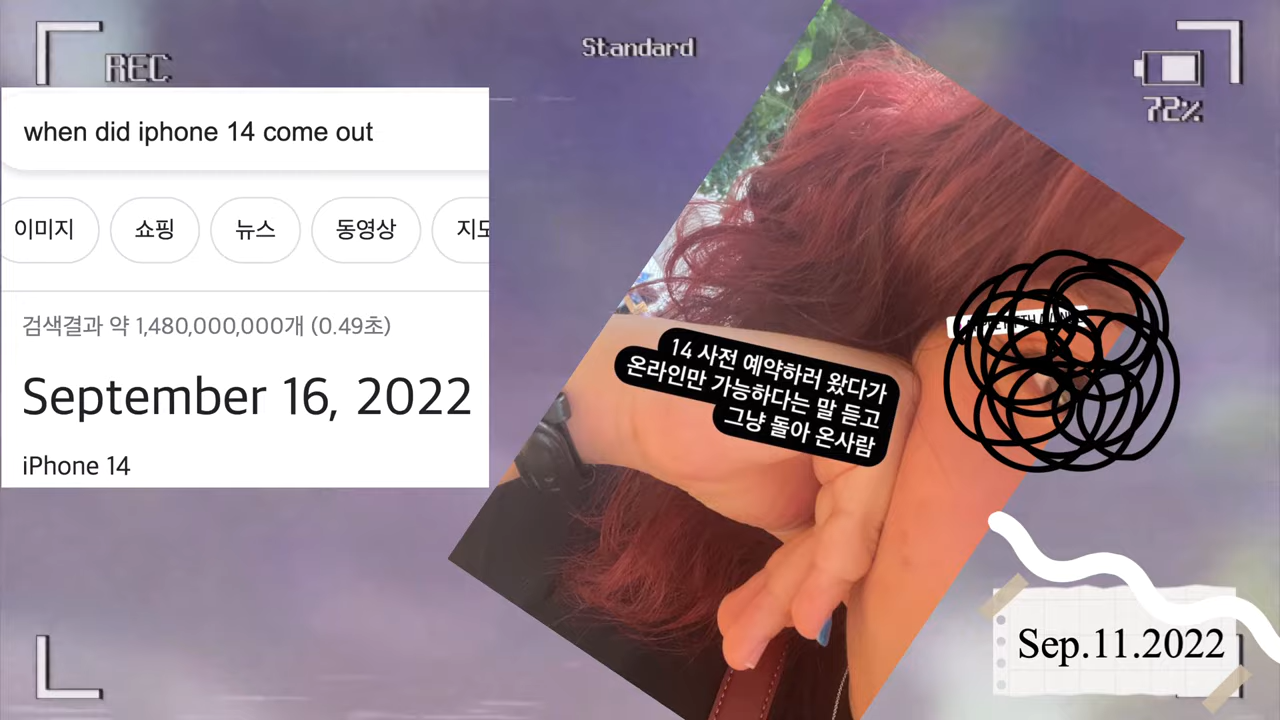 REC
Standard
72%
when did iphone 14 come out
이미지 쇼핑 뉴스 동영상
검색결과 약 1,480,000,000개 (0.49초)
September 16, 2022
iPhone 14
14 사전 예약하러 왔다가
온라인만 가능하다는 말 듣고
그냥 돌아 온사람
Sep.11.2022